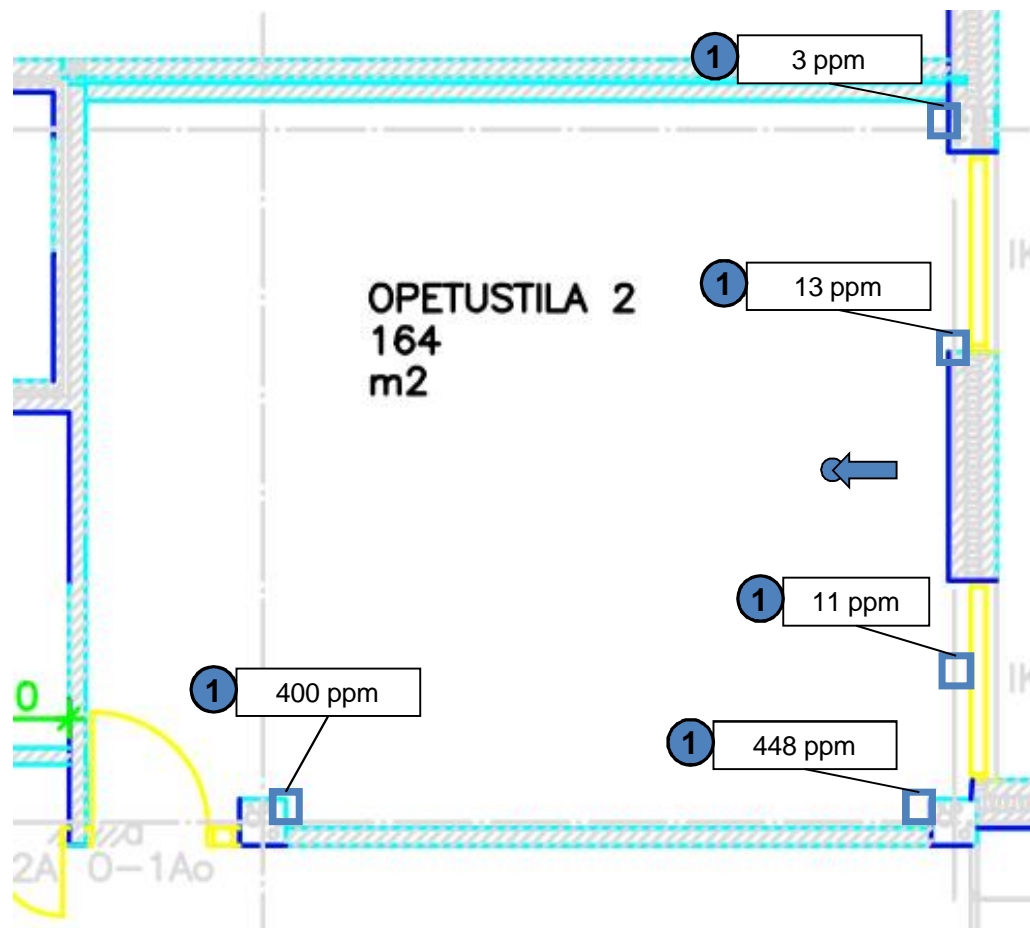 1 3 ppm
IK
1 13 ppm
OPETUSTILA 2
164
m2
1 11 ppm
IK
1 400 ppm
0
1 448 ppm
2A O-1Ao